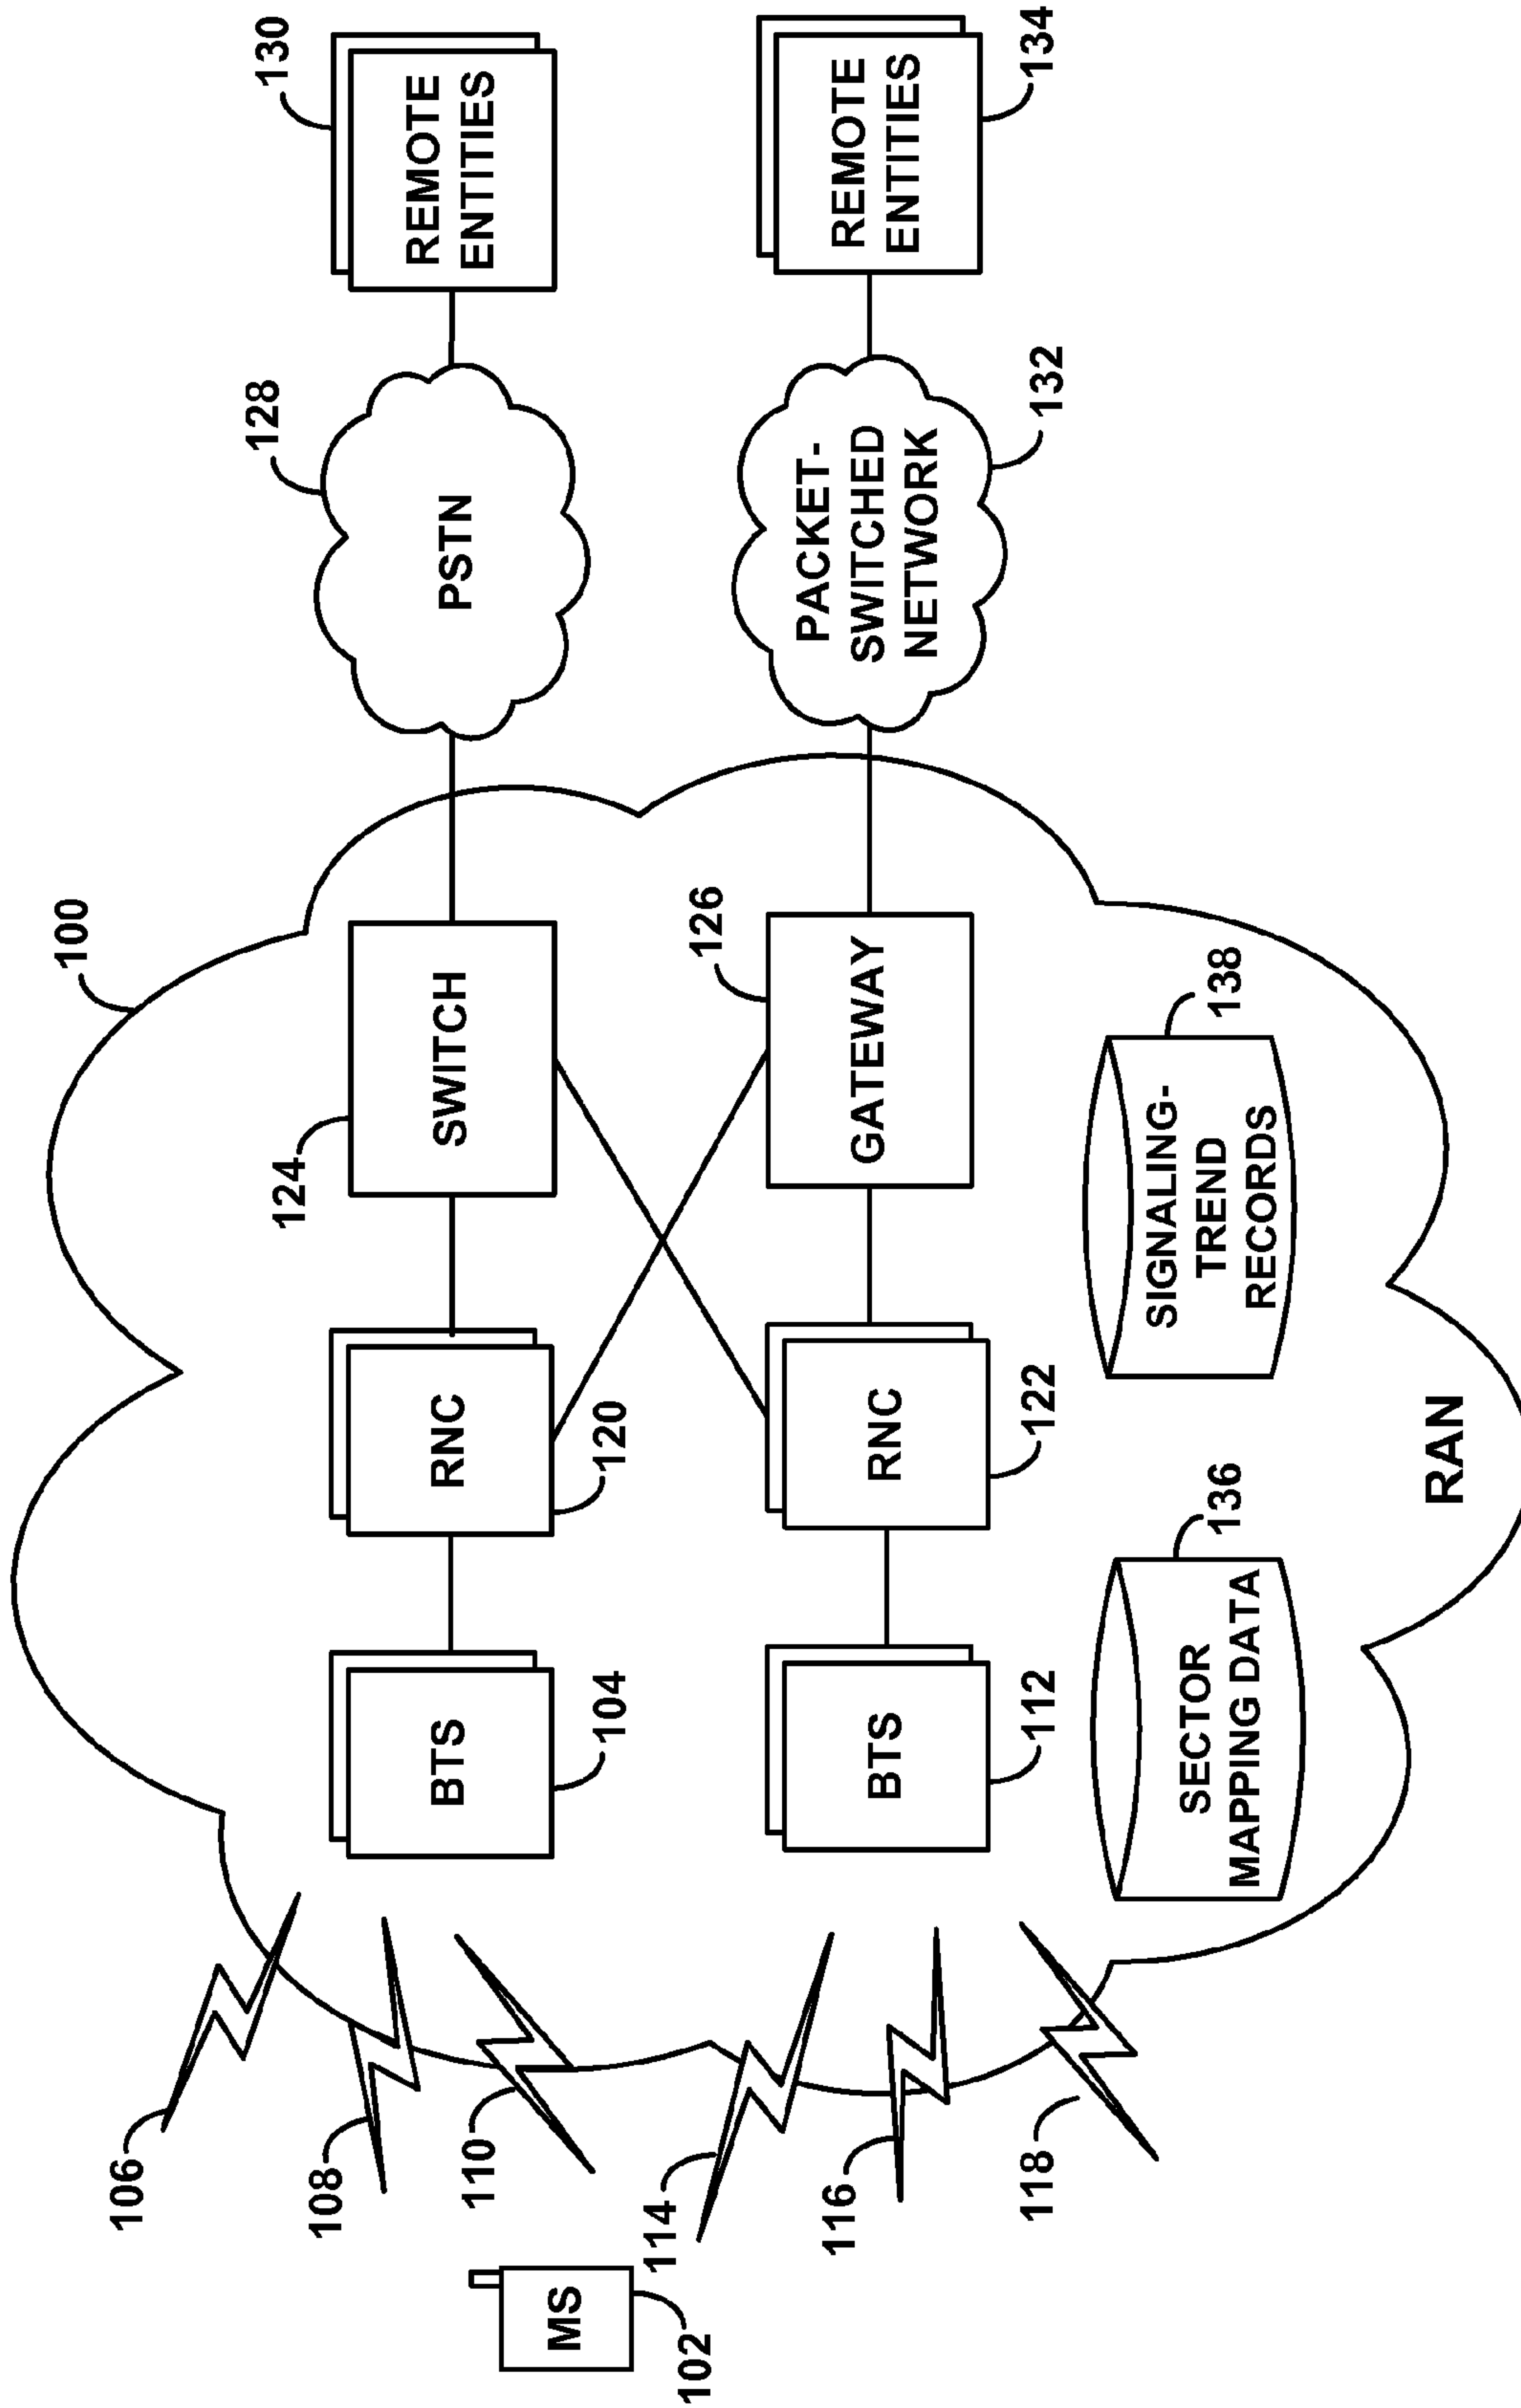 100
106
108
110
114
116
118
MS
102
BTS
104
RNC
120
124
SWITCH
128
PSTN
130
REMOTE
ENTITIES
BTS
112
RNC
122
126
GATEWAY
PACKET-
SWITCHED
NETWORK
132
REMOTE
ENTITIES
134
SECTOR
MAPPING DATA
136
SIGNALING-
TREND
RECORDS
138
RAN